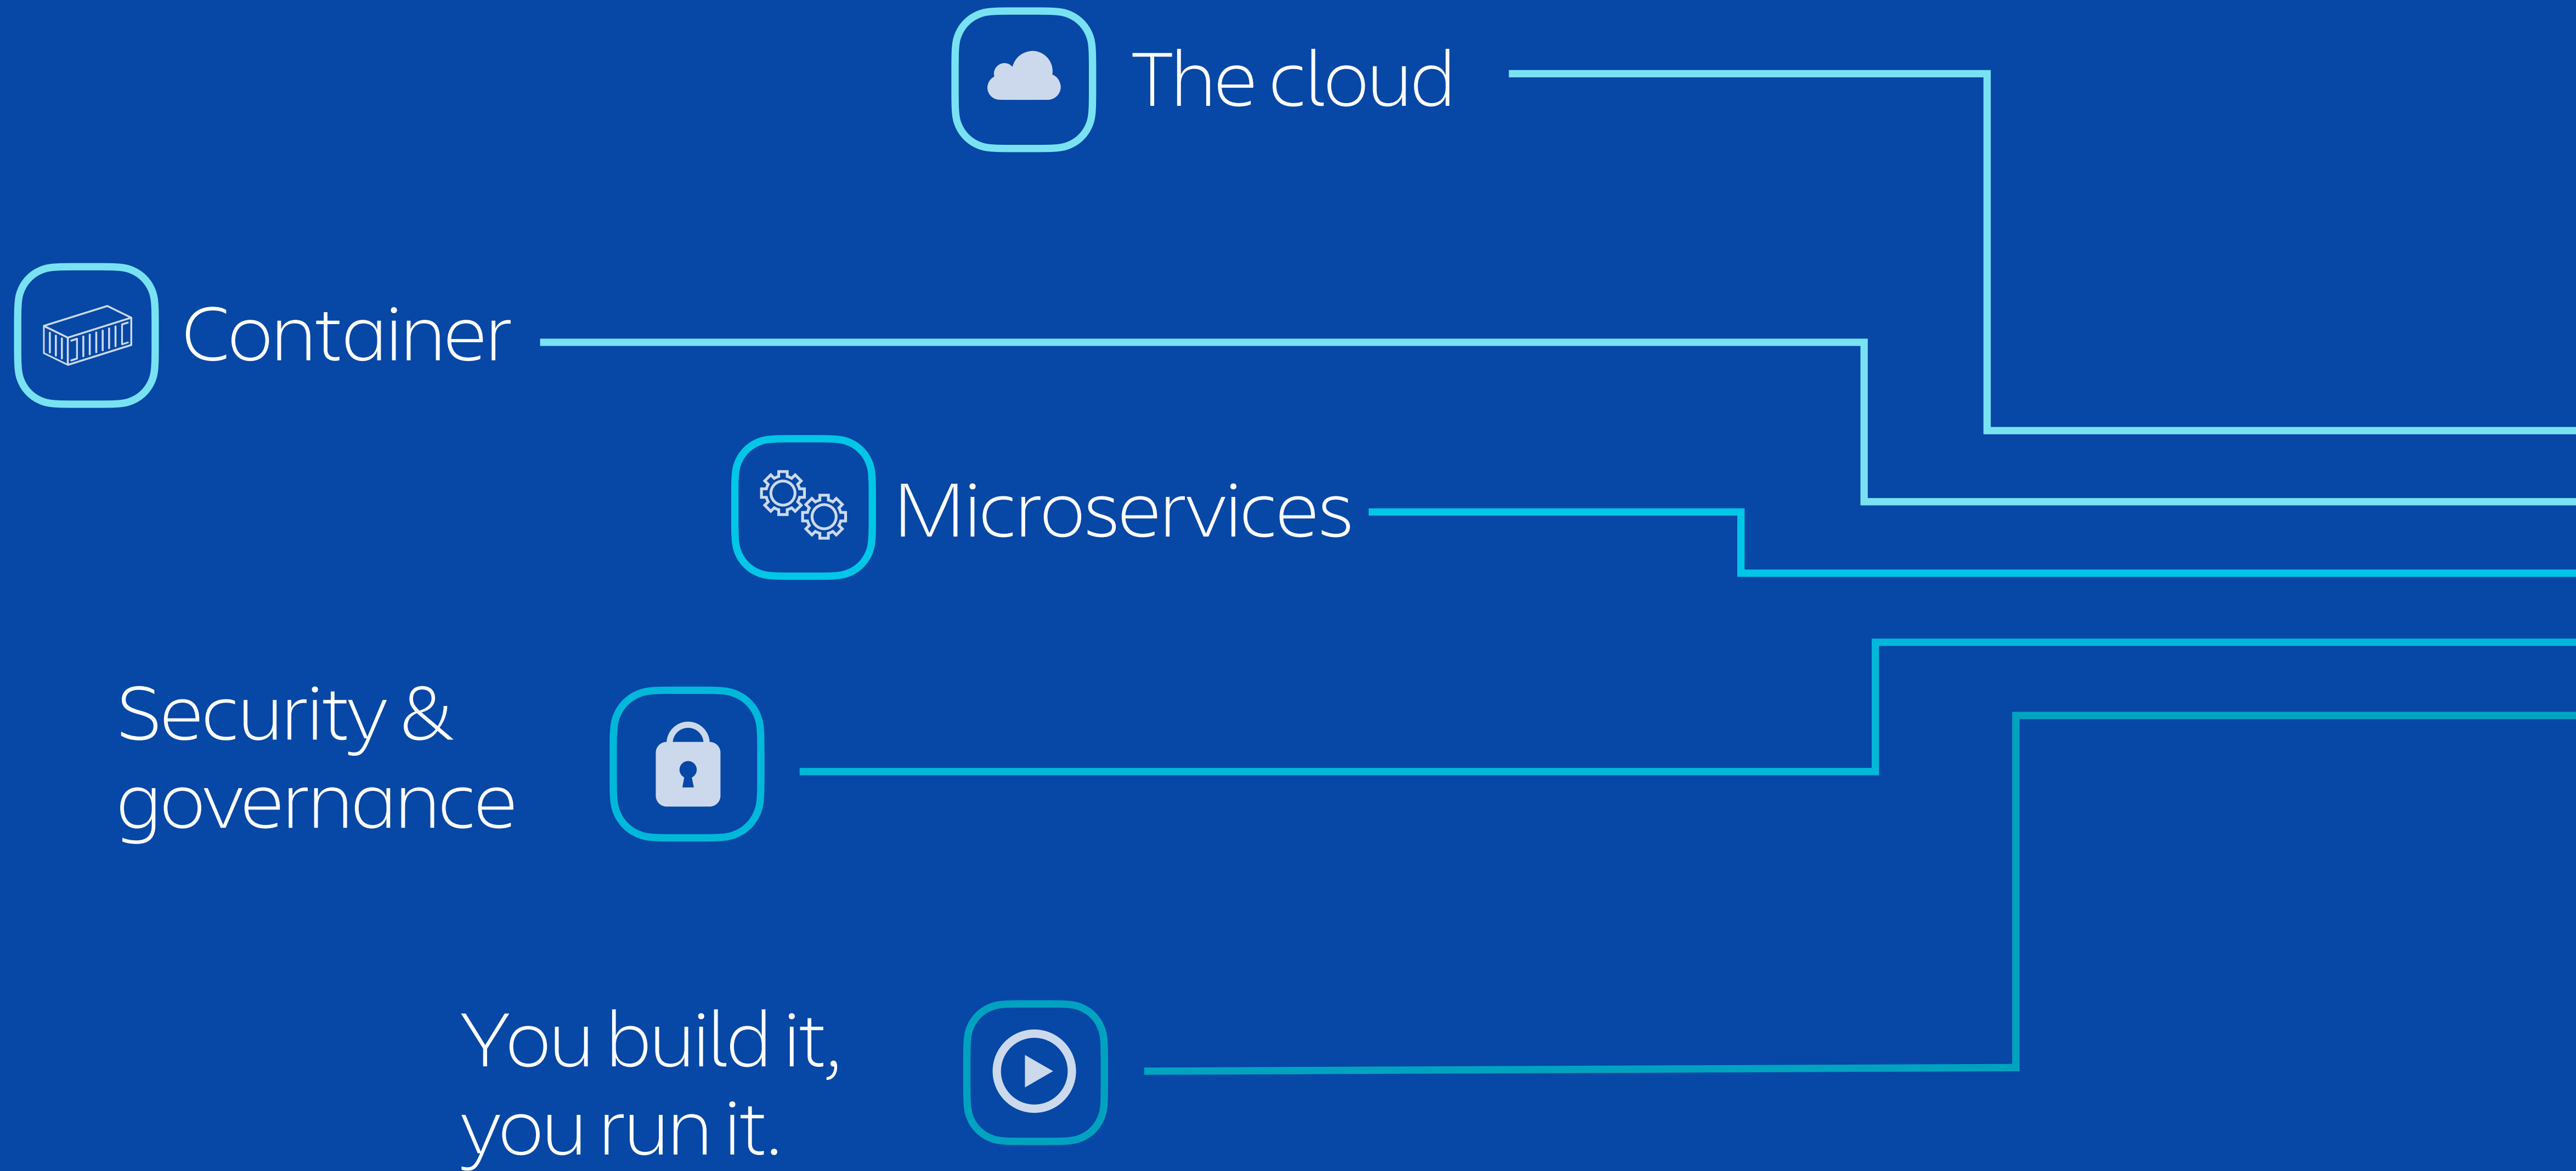 The cloud
Container
Microservices
Security &
governance
You build it,
you run it.